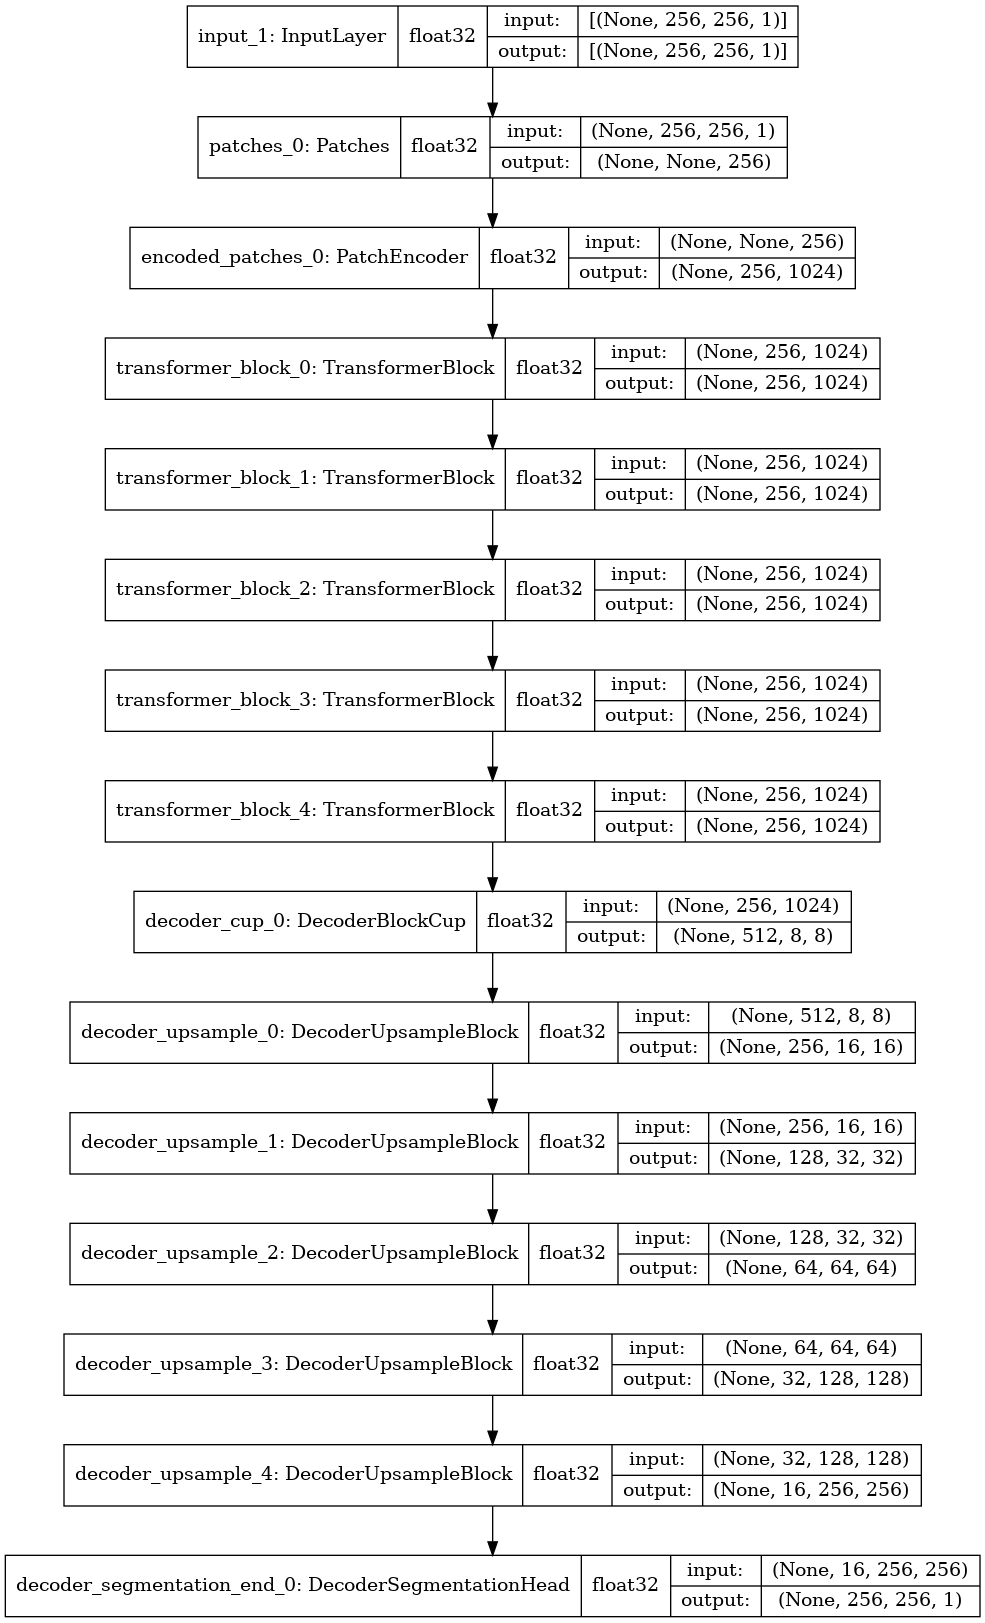 input_1: InputLayer float32 input: [(None, 256, 256, 1)]
output: [(None, 256, 256, 1)]
patches_0: Patches float32 input: (None, 256, 256, 1)
output: (None, None, 256)
encoded_patches_0: PatchEncoder float32 input: (None, None, 256)
output: (None, 256, 1024)
transformer_block_0: TransformerBlock float32 input: (None, 256, 1024)
output: (None, 256, 1024)
transformer_block_1: TransformerBlock float32 input: (None, 256, 1024)
output: (None, 256, 1024)
transformer_block_2: TransformerBlock float32 input: (None, 256, 1024)
output: (None, 256, 1024)
transformer_block_3: TransformerBlock float32 input: (None, 256, 1024)
output: (None, 256, 1024)
transformer_block_4: TransformerBlock float32 input: (None, 256, 1024)
output: (None, 256, 1024)
decoder_cup_0: DecoderBlockCup float32 input: (None, 256, 1024)
output: (None, 512, 8, 8)
decoder_upsample_0: DecoderUpsampleBlock float32 input: (None, 512, 8, 8)
output: (None, 256, 16, 16)
decoder_upsample_1: DecoderUpsampleBlock float32 input: (None, 256, 16, 16)
output: (None, 128, 32, 32)
decoder_upsample_2: DecoderUpsampleBlock float32 input: (None, 128, 32, 32)
output: (None, 64, 64, 64)
decoder_upsample_3: DecoderUpsampleBlock float32 input: (None, 64, 64, 64)
output: (None, 32, 128, 128)
decoder_upsample_4: DecoderUpsampleBlock float32 input: (None, 32, 128, 128)
output: (None, 16, 256, 256)
decoder_segmentation_end_0: DecoderSegmentationHead float32 input: (None, 16, 256, 256)
output: (None, 256, 256, 1)